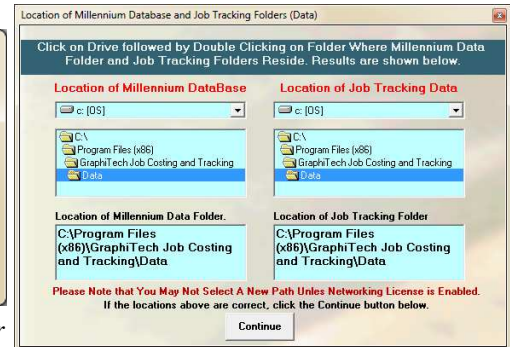 Location of Millennium Database and Job Tracking Folders (Data)
Click on Drive followed by Double Clicking on Folder Where Millennium Data
Folder and Job Tracking Folders Reside. Results are shown below.
Location of Millennium DataBase
Location of Job Tracking Data
c: [OS]
c: [OS]
C:\
Program Files (x86)
GraphiTech Job Costing and Tracking
Data
C:\
Program Files (x86)
GraphiTech Job Costing and Tracking
Data
Location of Millennium Data Folder.
C:\Program Files
(x86)\GraphiTech Job Costing
and Tracking\Data
Location of Job Tracking Folder
C:\Program Files
(x86)\GraphiTech Job Costing
and Tracking\Data
Please Note that You May Not Select A New Path Unles Networking License is Enabled.
If the locations above are correct, click the Continue button below.
Continue